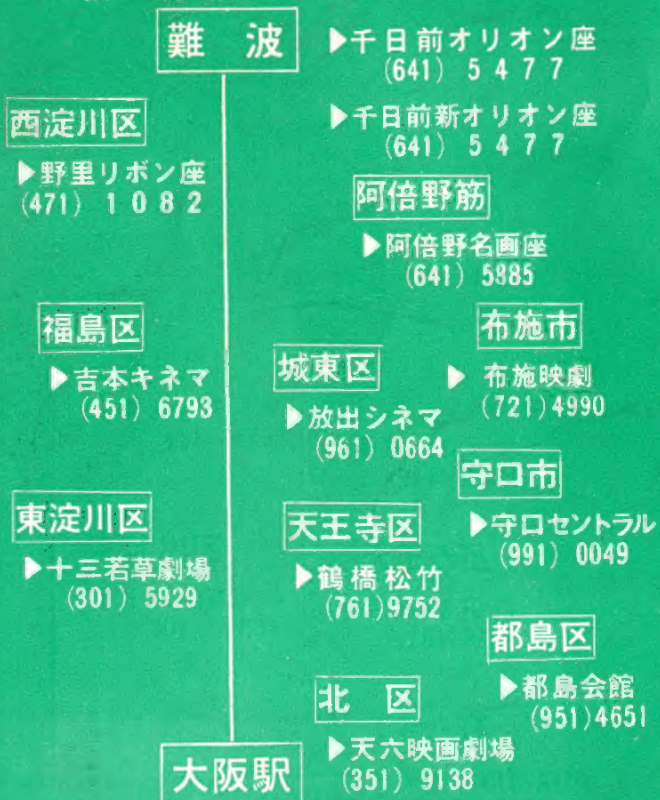 難波
▶千日前オリオン座
(641) 5477
▶千日前新オリオン座
(641) 5477
西淀川区
▶野里リボン座
(471) 1082
阿倍野筋
▶阿倍野名画座
(641) 5885
福島区
▶吉本キネマ
(451) 6793
布施市
▶布施映劇
(721)4990
城東区
▶放出シネマ
(961) 0664
守口市
▶守口セントラル
(991) 0049
東淀川区
▶十三若草劇場
(301) 5929
天王寺区
▶鶴橋松竹
(761)9752
都島区
▶都島会館
(951)4651
北区
▶天六映画劇場
(351) 9138
大阪駅